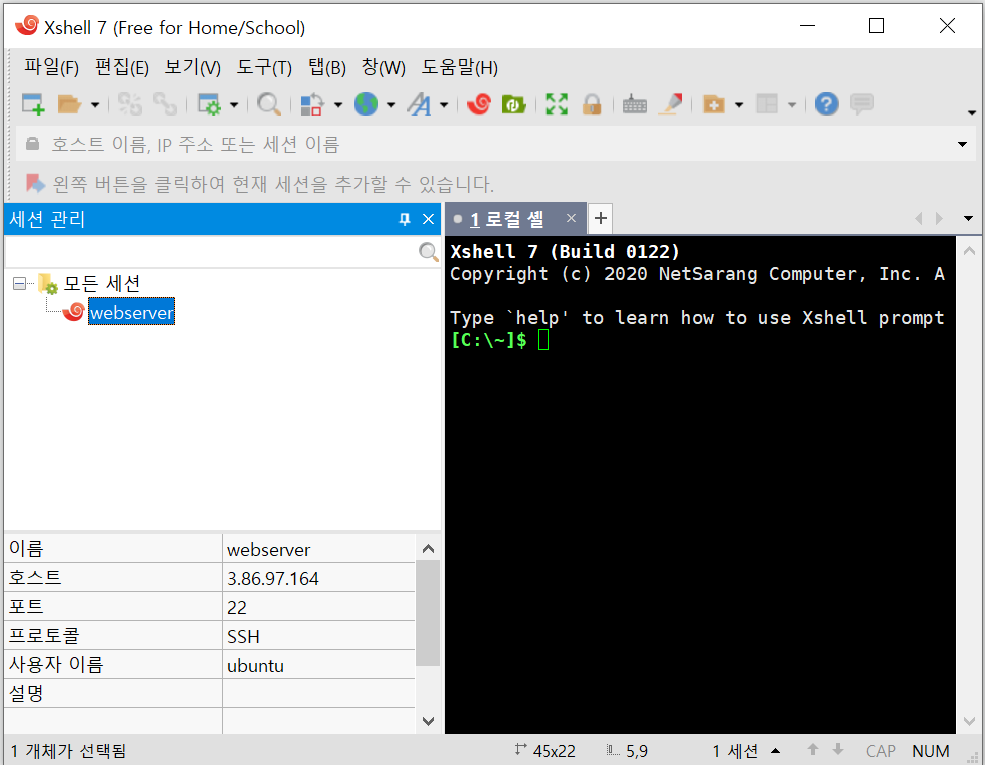 Xshell 7 (Free for Home/School)
파일(F) 편집(E) 보기(V) 도구(T) 탭(B) 창(W) 도움말(H)
호스트 이름, IP 주소 또는 세션 이름
왼쪽 버튼을 클릭하여 현재 세션을 추가할 수 있습니다.
세션 관리
모든 세션
webserver
이름 webserver
호스트 3.86.97.164
포트 22
프로토콜 SSH
사용자 이름 ubuntu
설명
1 로컬 셸
Xshell 7 (Build 0122)
Copyright (c) 2020 NetSarang Computer, Inc. A
Type `help' to learn how to use Xshell prompt
[C:\~]$
1 개체가 선택됨 45x22 5,9 1 세션 CAP NUM